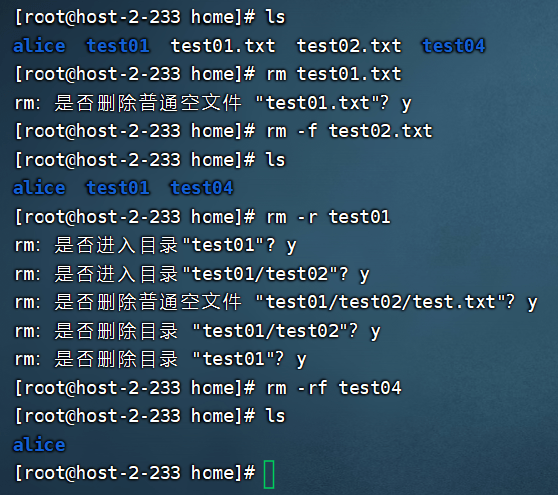 [root@host-2-233 home]# ls
alice  test01  test01.txt  test02.txt  test04
[root@host-2-233 home]# rm test01.txt
rm：是否删除普通空文件 "test01.txt"？y
[root@host-2-233 home]# rm -f test02.txt
[root@host-2-233 home]# ls
alice  test01  test04
[root@host-2-233 home]# rm -r test01
rm：是否进入目录"test01"? y
rm：是否进入目录"test01/test02"? y
rm：是否删除普通空文件 "test01/test02/test.txt"？y
rm：是否删除目录 "test01/test02"？y
rm：是否删除目录 "test01"？y
[root@host-2-233 home]# rm -rf test04
[root@host-2-233 home]# ls
alice
[root@host-2-233 home]#